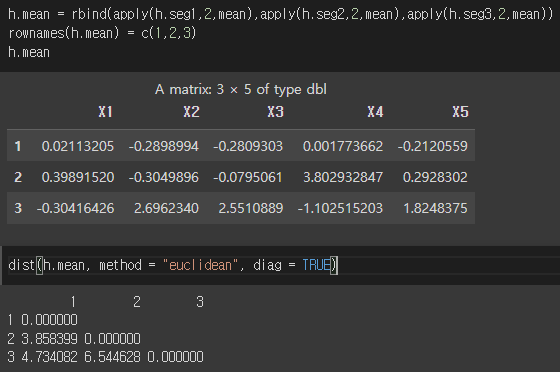 h.mean = rbind(apply(h.seg1,2,mean),apply(h.seg2,2,mean),apply(h.seg3,2,mean))
rownames(h.mean) = c(1,2,3)
h.mean
A matrix: 3 × 5 of type dbl
X1 X2 X3 X4 X5
1 0.02113205 -0.2898994 -0.2809303 0.001773662 -0.2120559
2 0.39891520 -0.3049896 -0.0795061 3.802932847 0.2928302
3 -0.30416426 2.6962340 2.5510889 -1.102515203 1.8248375
dist(h.mean, method = "euclidean", diag = TRUE)
1 2 3
1 0.000000
2 3.858399 0.000000
3 4.734082 6.544628 0.000000